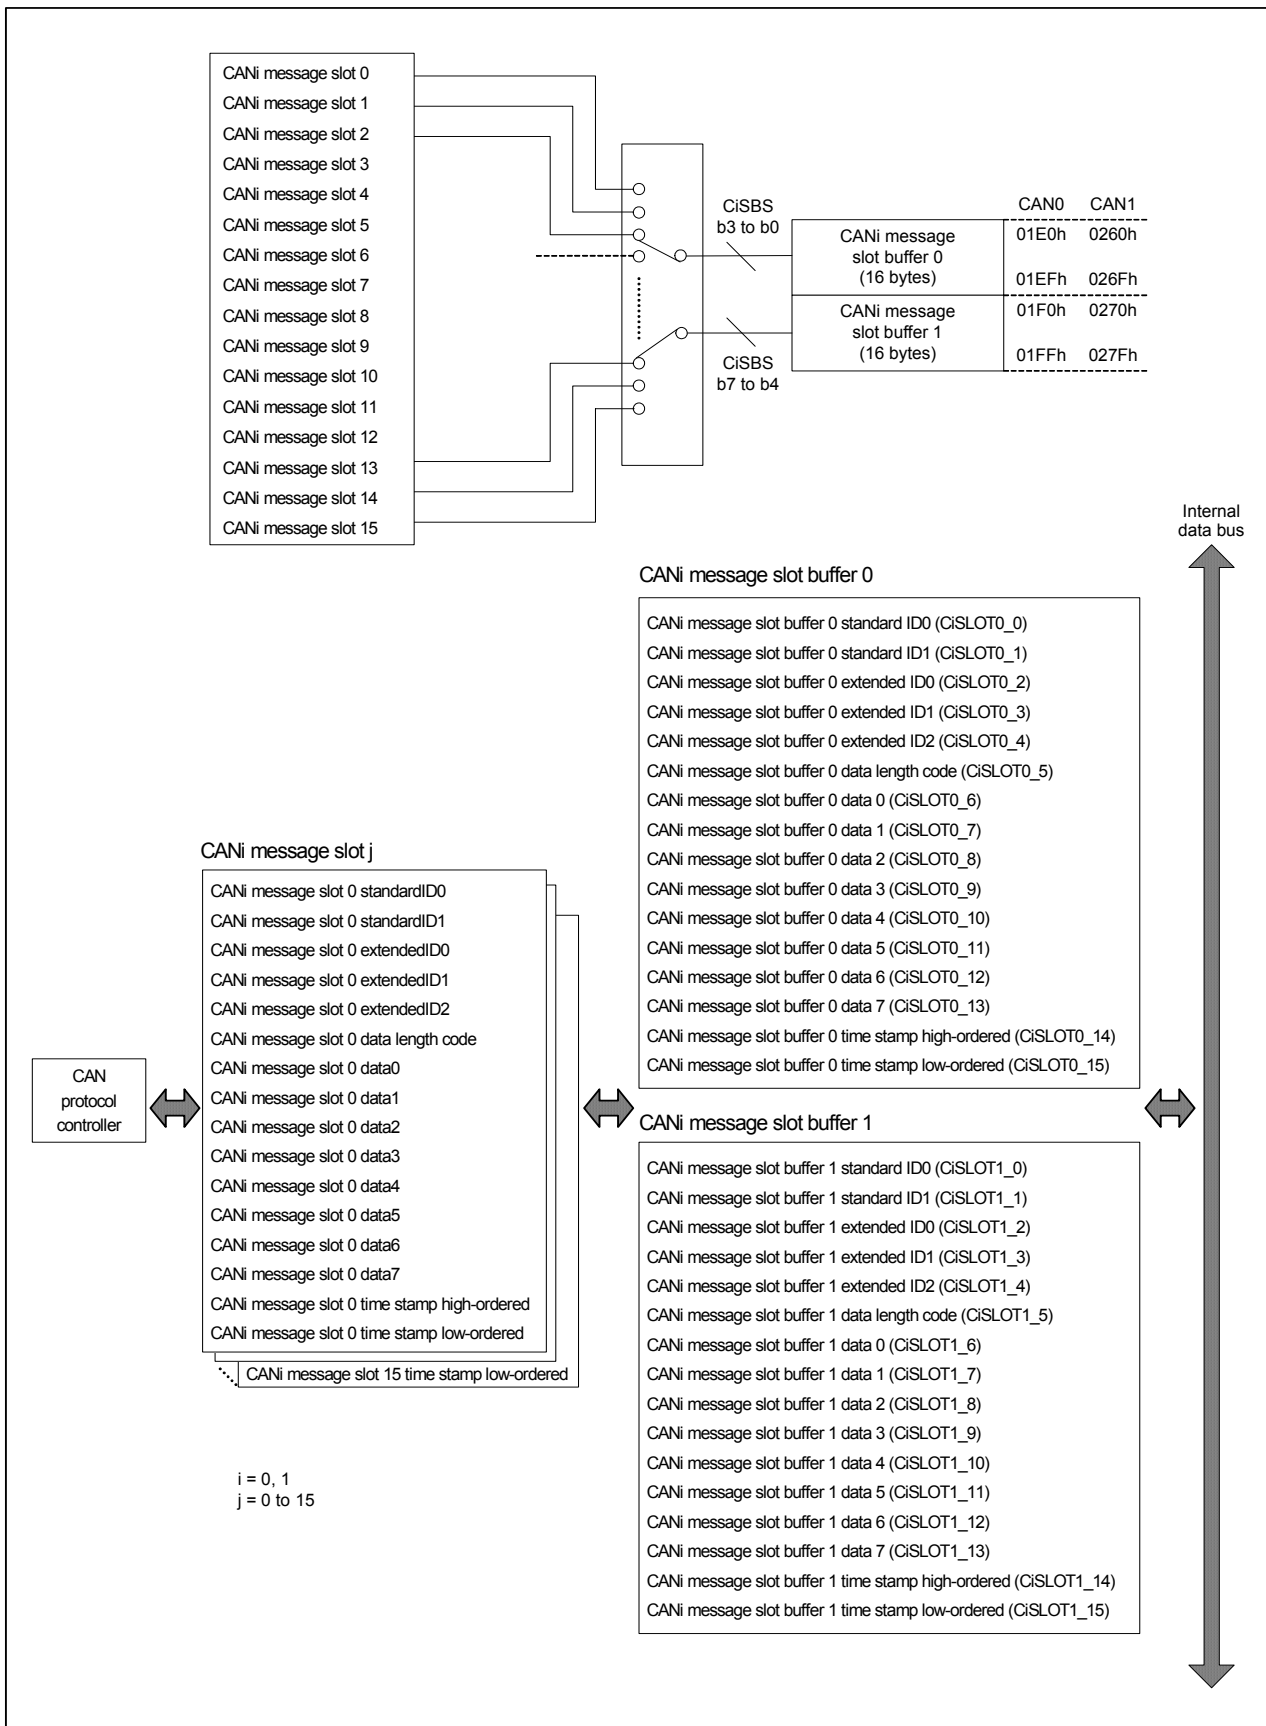 CANi message slot 0
CANi message slot 1
CANi message slot 2
CANi message slot 3
CANi message slot 4
CANi message slot 5
CANi message slot 6
CANi message slot 7
CANi message slot 8
CANi message slot 9
CANi message slot 10
CANi message slot 11
CANi message slot 12
CANi message slot 13
CANi message slot 14
CANi message slot 15
CiSBS
b3 to b0
CiSBS
b7 to b4
CAN0 CAN1
CANi message
slot buffer 0
(16 bytes)
01E0h 0260h
01EFh 026Fh
CANi message
slot buffer 1
(16 bytes)
01F0h 0270h
01FFh 027Fh
Internal
data bus
CANi message slot buffer 0
CANi message slot buffer 0 standard ID0 (CiSLOT0_0)
CANi message slot buffer 0 standard ID1 (CiSLOT0_1)
CANi message slot buffer 0 extended ID0 (CiSLOT0_2)
CANi message slot buffer 0 extended ID1 (CiSLOT0_3)
CANi message slot buffer 0 extended ID2 (CiSLOT0_4)
CANi message slot buffer 0 data length code (CiSLOT0_5)
CANi message slot buffer 0 data 0 (CiSLOT0_6)
CANi message slot buffer 0 data 1 (CiSLOT0_7)
CANi message slot buffer 0 data 2 (CiSLOT0_8)
CANi message slot buffer 0 data 3 (CiSLOT0_9)
CANi message slot buffer 0 data 4 (CiSLOT0_10)
CANi message slot buffer 0 data 5 (CiSLOT0_11)
CANi message slot buffer 0 data 6 (CiSLOT0_12)
CANi message slot buffer 0 data 7 (CiSLOT0_13)
CANi message slot buffer 0 time stamp high-ordered (CiSLOT0_14)
CANi message slot buffer 0 time stamp low-ordered (CiSLOT0_15)
CANi message slot j
CANi message slot 0 standardID0
CANi message slot 0 standardID1
CANi message slot 0 extendedID0
CANi message slot 0 extendedID1
CANi message slot 0 extendedID2
CANi message slot 0 data length code
CANi message slot 0 data0
CANi message slot 0 data1
CANi message slot 0 data2
CANi message slot 0 data3
CANi message slot 0 data4
CANi message slot 0 data5
CANi message slot 0 data6
CANi message slot 0 data7
CANi message slot 0 time stamp high-ordered
CANi message slot 0 time stamp low-ordered
CANi message slot 15 time stamp low-ordered
CAN
protocol
controller
CANi message slot buffer 1
CANi message slot buffer 1 standard ID0 (CiSLOT1_0)
CANi message slot buffer 1 standard ID1 (CiSLOT1_1)
CANi message slot buffer 1 extended ID0 (CiSLOT1_2)
CANi message slot buffer 1 extended ID1 (CiSLOT1_3)
CANi message slot buffer 1 extended ID2 (CiSLOT1_4)
CANi message slot buffer 1 data length code (CiSLOT1_5)
CANi message slot buffer 1 data 0 (CiSLOT1_6)
CANi message slot buffer 1 data 1 (CiSLOT1_7)
CANi message slot buffer 1 data 2 (CiSLOT1_8)
CANi message slot buffer 1 data 3 (CiSLOT1_9)
CANi message slot buffer 1 data 4 (CiSLOT1_10)
CANi message slot buffer 1 data 5 (CiSLOT1_11)
CANi message slot buffer 1 data 6 (CiSLOT1_12)
CANi message slot buffer 1 data 7 (CiSLOT1_13)
CANi message slot buffer 1 time stamp high-ordered (CiSLOT1_14)
CANi message slot buffer 1 time stamp low-ordered (CiSLOT1_15)
i = 0, 1
j = 0 to 15